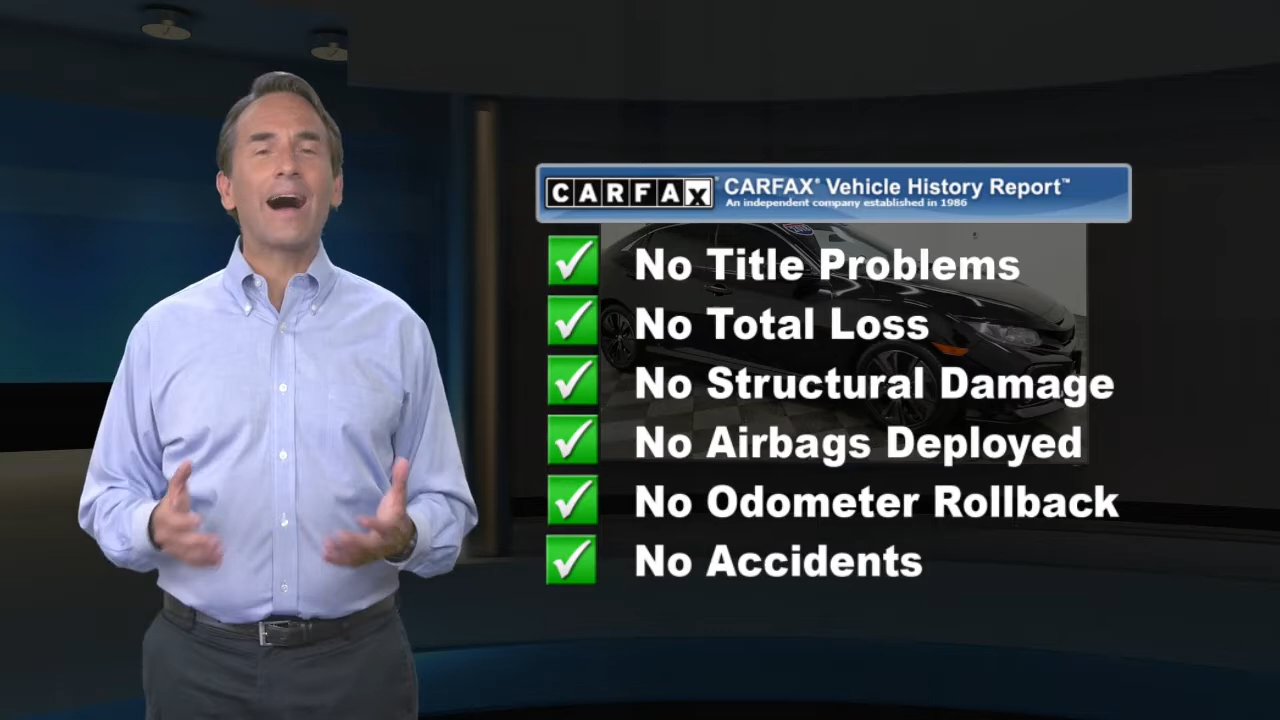 CARFAX
CARFAX® Vehicle History Report™
An independent company established in 1986
No Title Problems
No Total Loss
No Structural Damage
No Airbags Deployed
No Odometer Rollback
No Accidents